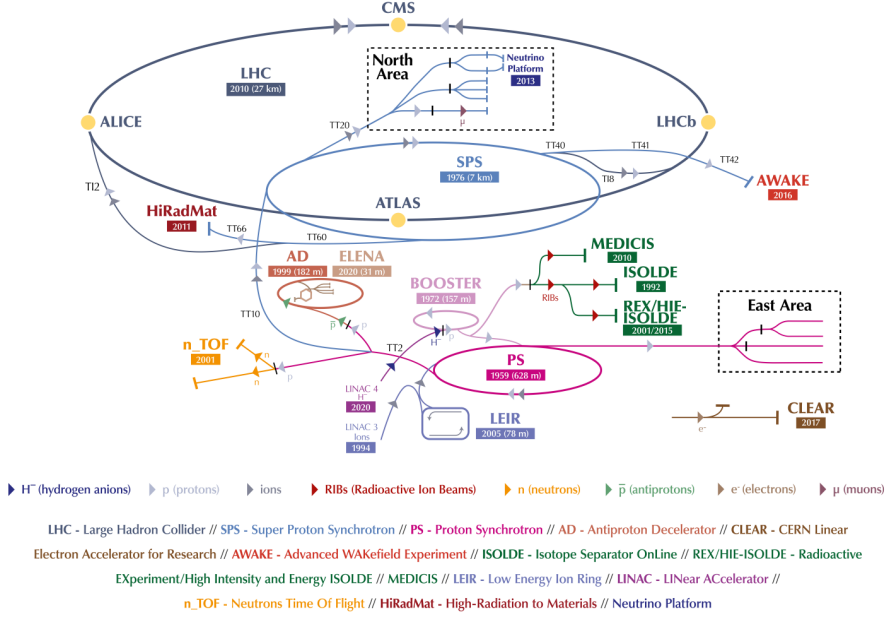 CMS
North
Area
Neutrino
Platform
2013
LHC
2010 (27 km)
TT20
μ
ALICE
LHCb
TT40
TT41
TT42
SPS
1976 (7 km)
TI8
AWAKE
2016
TI2
ATLAS
HiRadMat
2011
TT66
TT60
AD
1999 (182 m)
ELENA
2020 (31 m)
MEDICIS
2010
ISOLDE
1992
RIBs
REX/HIE-
ISOLDE
2001/2015
BOOSTER
1972 (157 m)
East Area
TT10
p̅
p
H⁻
p
TT2
n_TOF
2001
n
n
p
PS
1959 (628 m)
LINAC 4
H⁻
2020
LINAC 3
Ions
1994
LEIR
2005 (78 m)
e⁻
CLEAR
2017
H⁻ (hydrogen anions)
p (protons)
ions
RIBs (Radioactive Ion Beams)
n (neutrons)
p̅ (antiprotons)
e⁻ (electrons)
μ (muons)
LHC - Large Hadron Collider // SPS - Super Proton Synchrotron // PS - Proton Synchrotron // AD - Antiproton Decelerator // CLEAR - CERN Linear
Electron Accelerator for Research // AWAKE - Advanced WAKefield Experiment // ISOLDE - Isotope Separator OnLine // REX/HIE-ISOLDE - Radioactive
EXperiment/High Intensity and Energy ISOLDE // MEDICIS // LEIR - Low Energy Ion Ring // LINAC - LINear ACcelerator //
n_TOF - Neutrons Time Of Flight // HiRadMat - High-Radiation to Materials // Neutrino Platform